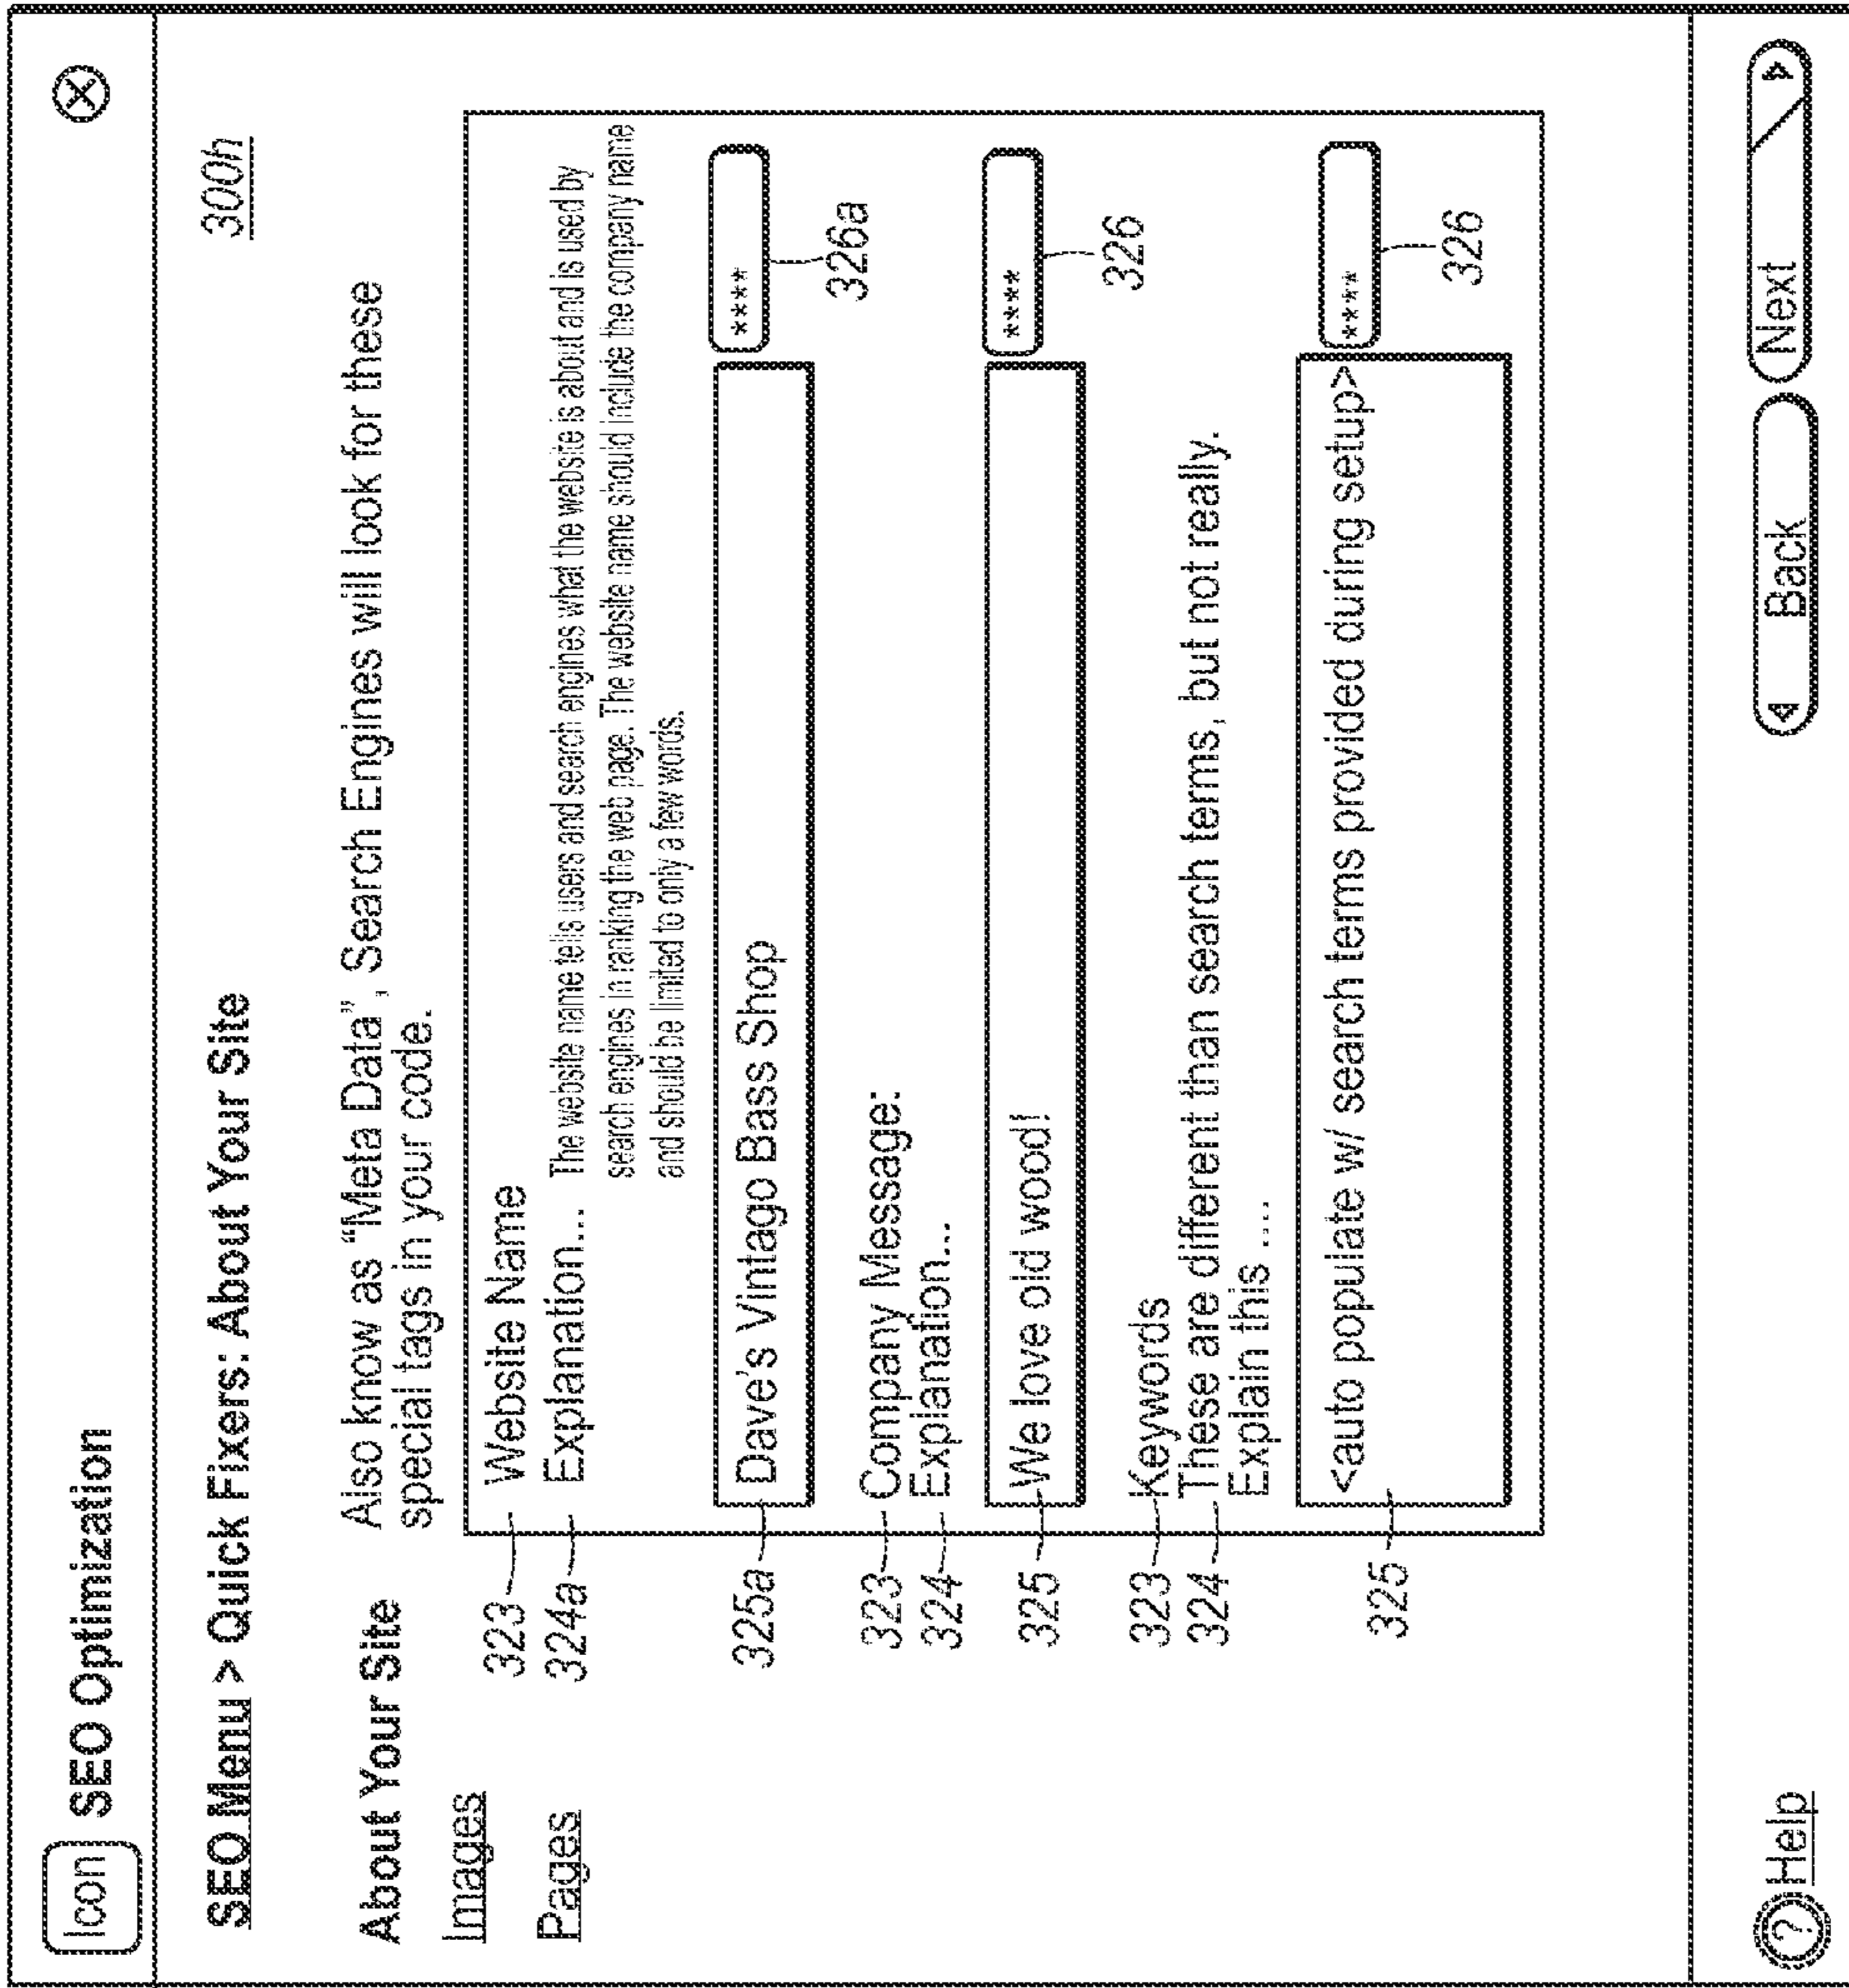 Icon SEO Optimization
300h
SEO Menu > Quick Fixers: About Your Site
About Your Site
Images
Pages
Also know as “Meta Data”, Search Engines will look for these
special tags in your code.
323 Website Name
324a Explanation... The website name tells users and search engines what the website is about and is used by
search engines in ranking the web page. The website name should include the company name
and should be limited to only a few words.
325a Dave's Vintago Bass Shop ****
326a
323 Company Message:
324 Explanation...
325 We love old wood! ****
326
323 Keywords
324 These are different than search terms, but not really.
Explain this ....
325 <auto populate w/ search terms provided during setup> ****
326
? Help Back Next